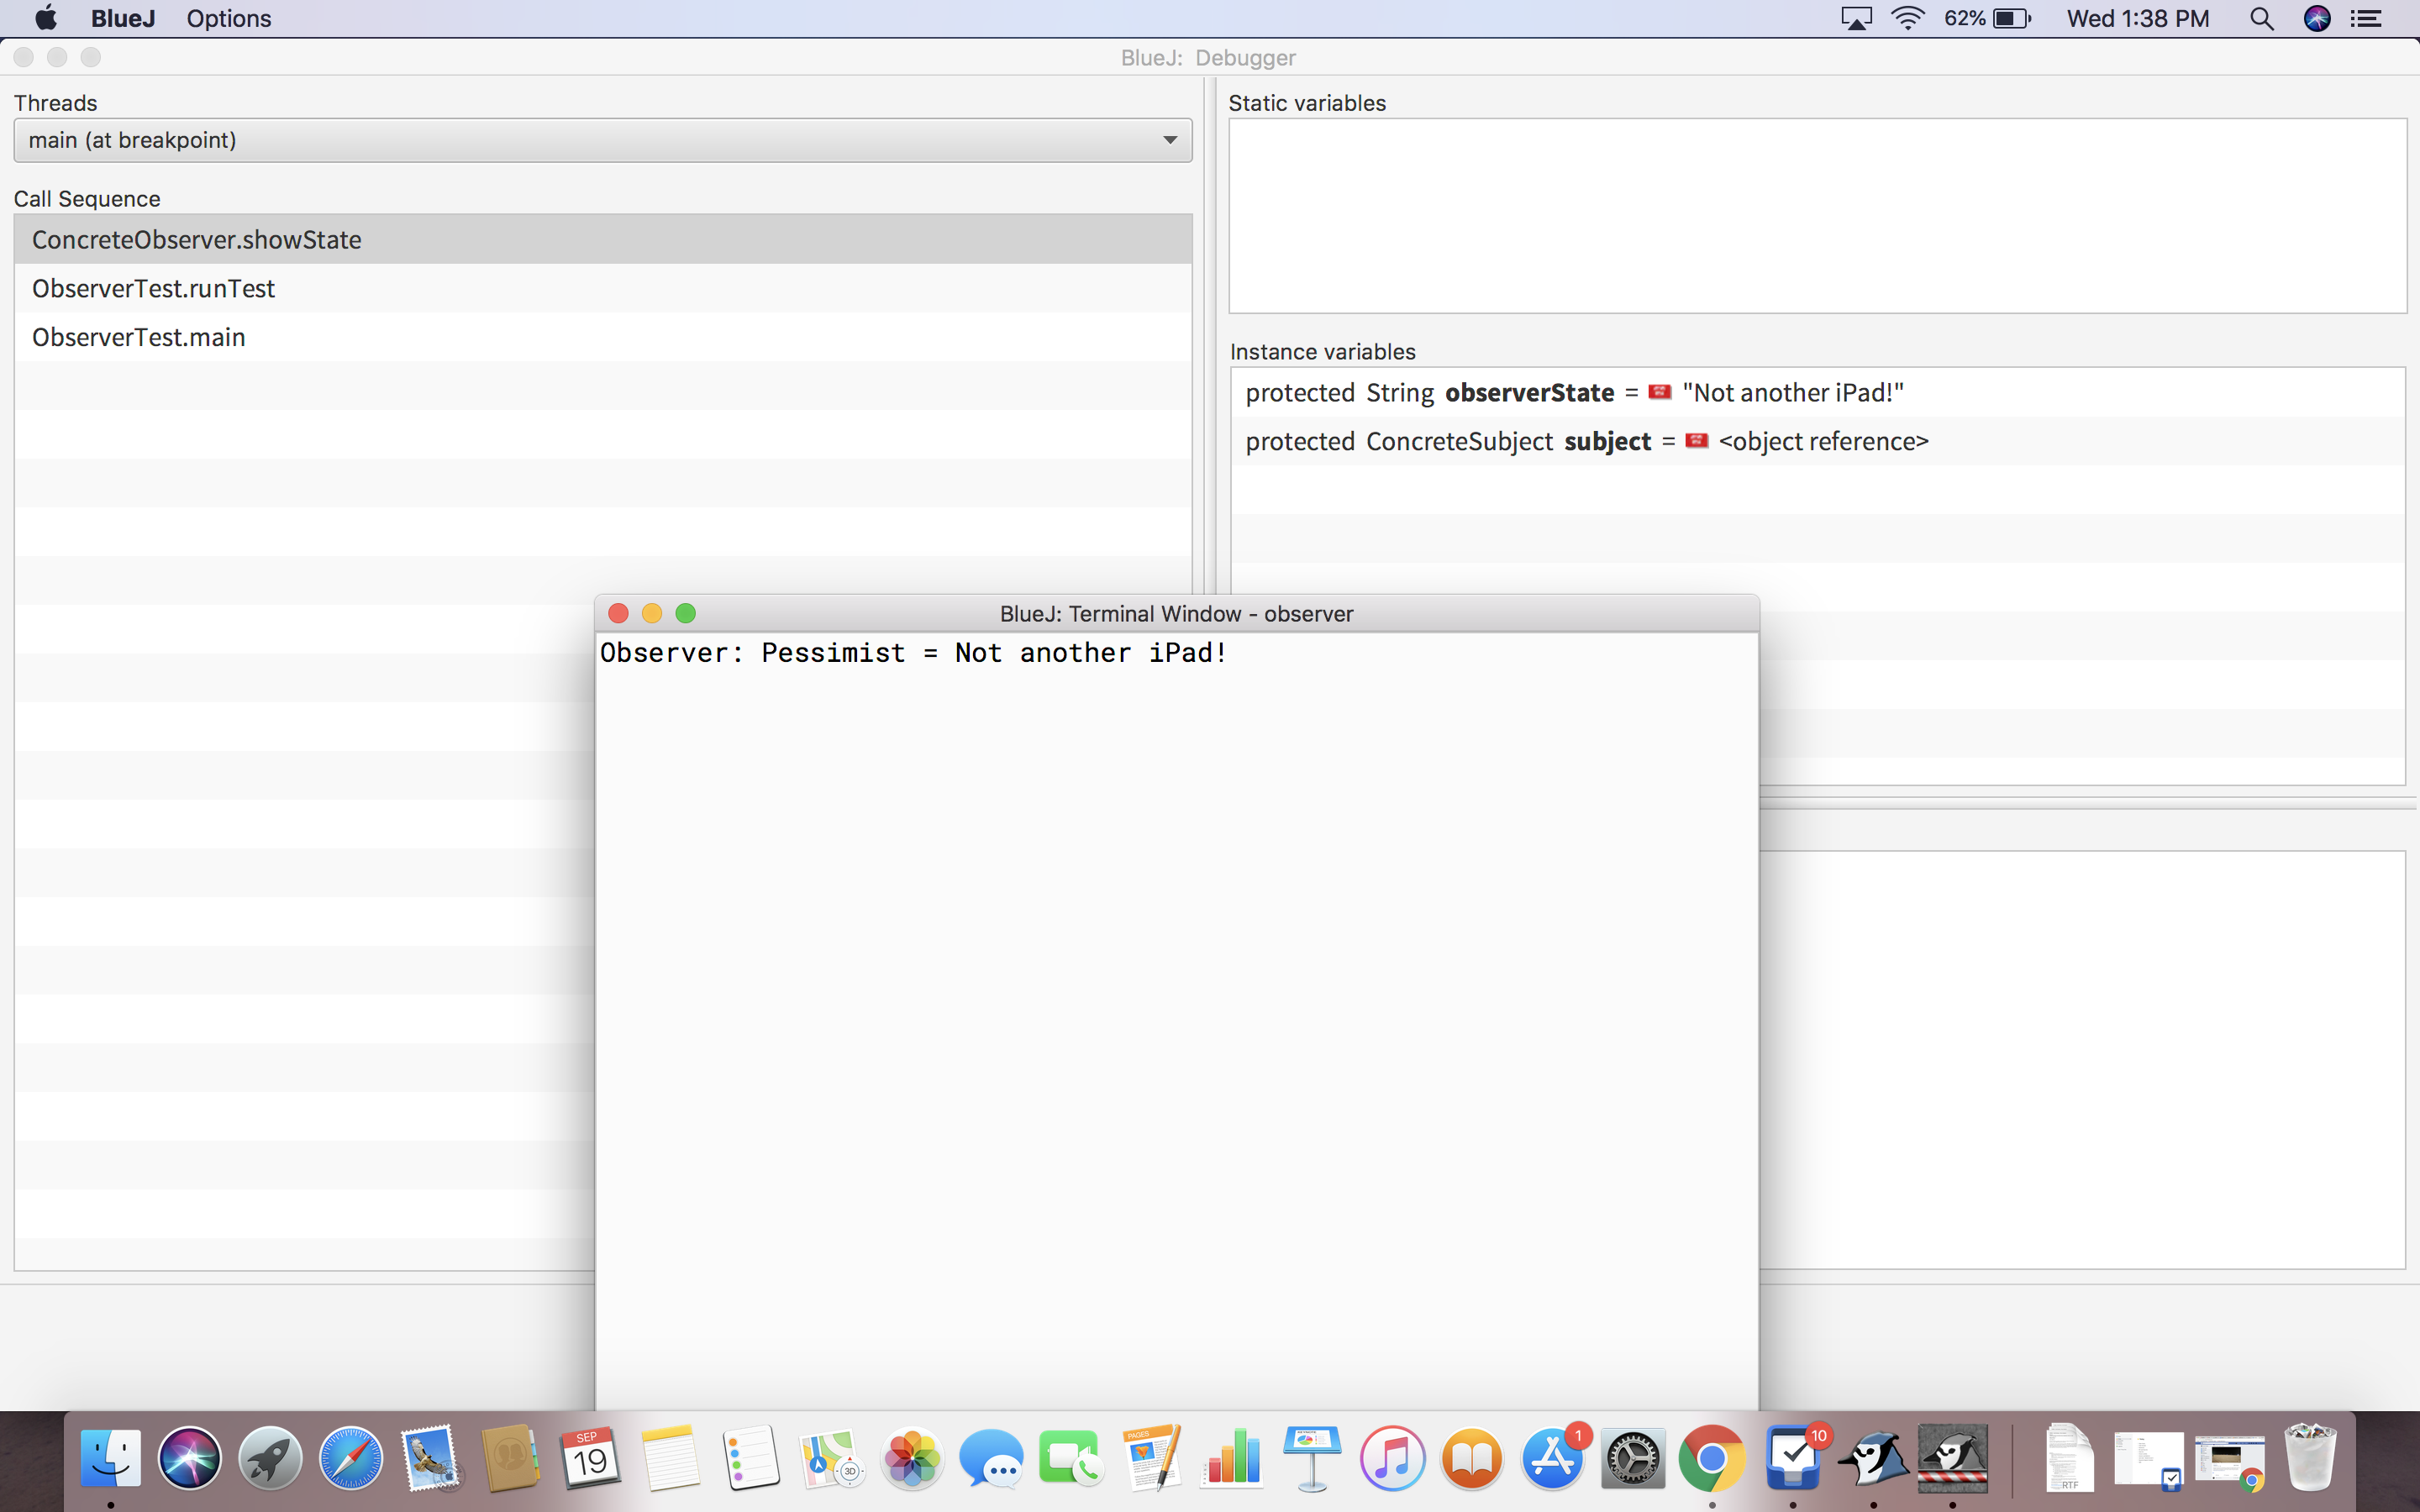 BlueJ Options 62% Wed 1:38 PM
BlueJ: Debugger
Threads
main (at breakpoint)
Call Sequence
ConcreteObserver.showState
ObserverTest.runTest
ObserverTest.main
Static variables
Instance variables
protected String observerState = "Not another iPad!"
protected ConcreteSubject subject = <object reference>
BlueJ: Terminal Window - observer
Observer: Pessimist = Not another iPad!
SEP
19
3D
PAGES
1
10
RTF